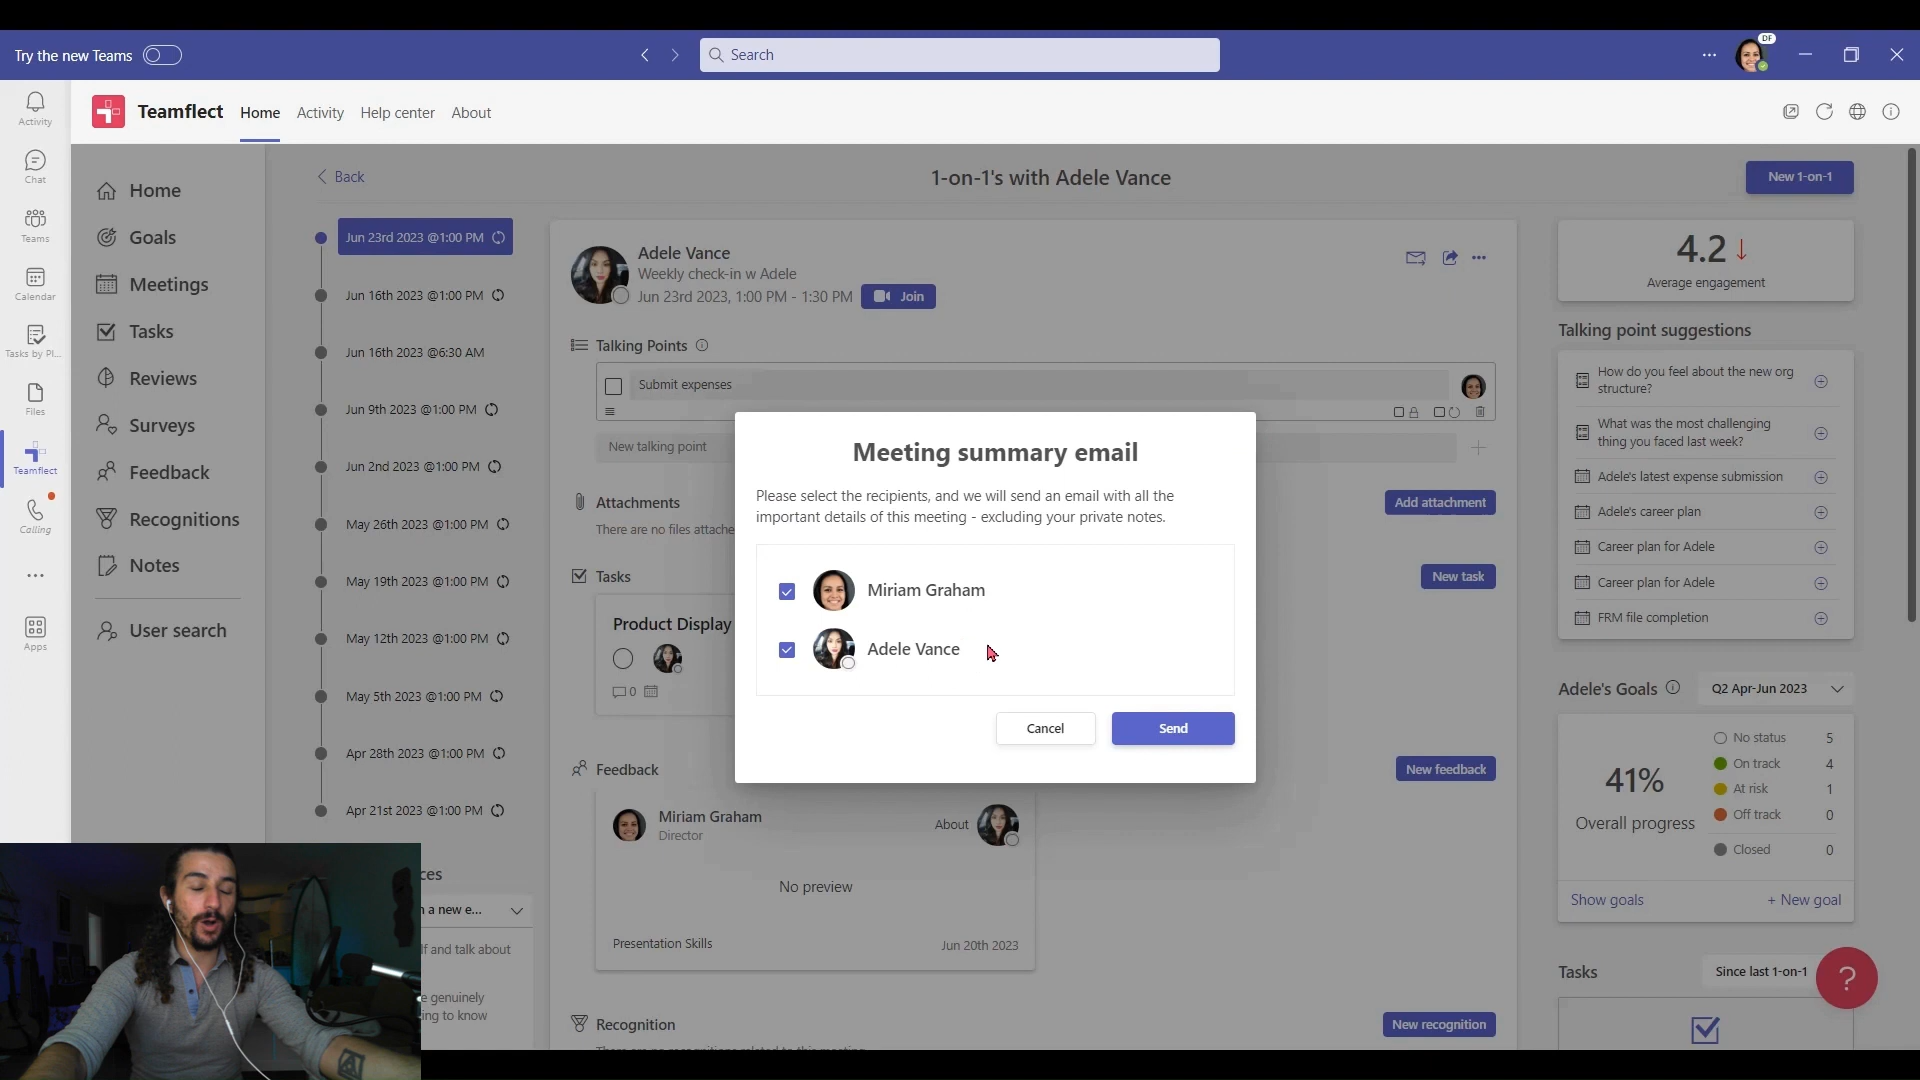 Try the new Teams
Search
DF
Teamflect
Home
Activity
Help center
About
Activity
Chat
Teams
Calendar
Tasks by Pl...
Files
Teamflect
Calling
Apps
Home
Goals
Meetings
Tasks
Reviews
Surveys
Feedback
Recognitions
Notes
User search
Back
1-on-1's with Adele Vance
New 1-on-1
Jun 23rd 2023 @1:00 PM
Jun 16th 2023 @1:00 PM
Jun 16th 2023 @6:30 AM
Jun 9th 2023 @1:00 PM
Jun 2nd 2023 @1:00 PM
May 26th 2023 @1:00 PM
May 19th 2023 @1:00 PM
May 12th 2023 @1:00 PM
May 5th 2023 @1:00 PM
Apr 28th 2023 @1:00 PM
Apr 21st 2023 @1:00 PM
ces
n a new e...
lf and talk about
e genuinely
ing to know
Adele Vance
Weekly check-in w Adele
Jun 23rd 2023, 1:00 PM - 1:30 PM
Join
Talking Points
Submit expenses
New talking point
Attachments
Add attachment
There are no files attache
Tasks
New task
Product Display
0
Feedback
New feedback
Miriam Graham
Director
About
No preview
Presentation Skills
Jun 20th 2023
Recognition
New recognition
Meeting summary email
Please select the recipients, and we will send an email with all the
important details of this meeting - excluding your private notes.
Miriam Graham
Adele Vance
Cancel
Send
4.2
Average engagement
Talking point suggestions
How do you feel about the new org
structure?
What was the most challenging
thing you faced last week?
Adele's latest expense submission
Adele's career plan
Career plan for Adele
Career plan for Adele
FRM file completion
Adele's Goals
Q2 Apr-Jun 2023
41%
Overall progress
No status 5
On track 4
At risk 1
Off track 0
Closed 0
Show goals
+ New goal
Tasks
Since last 1-on-1
?